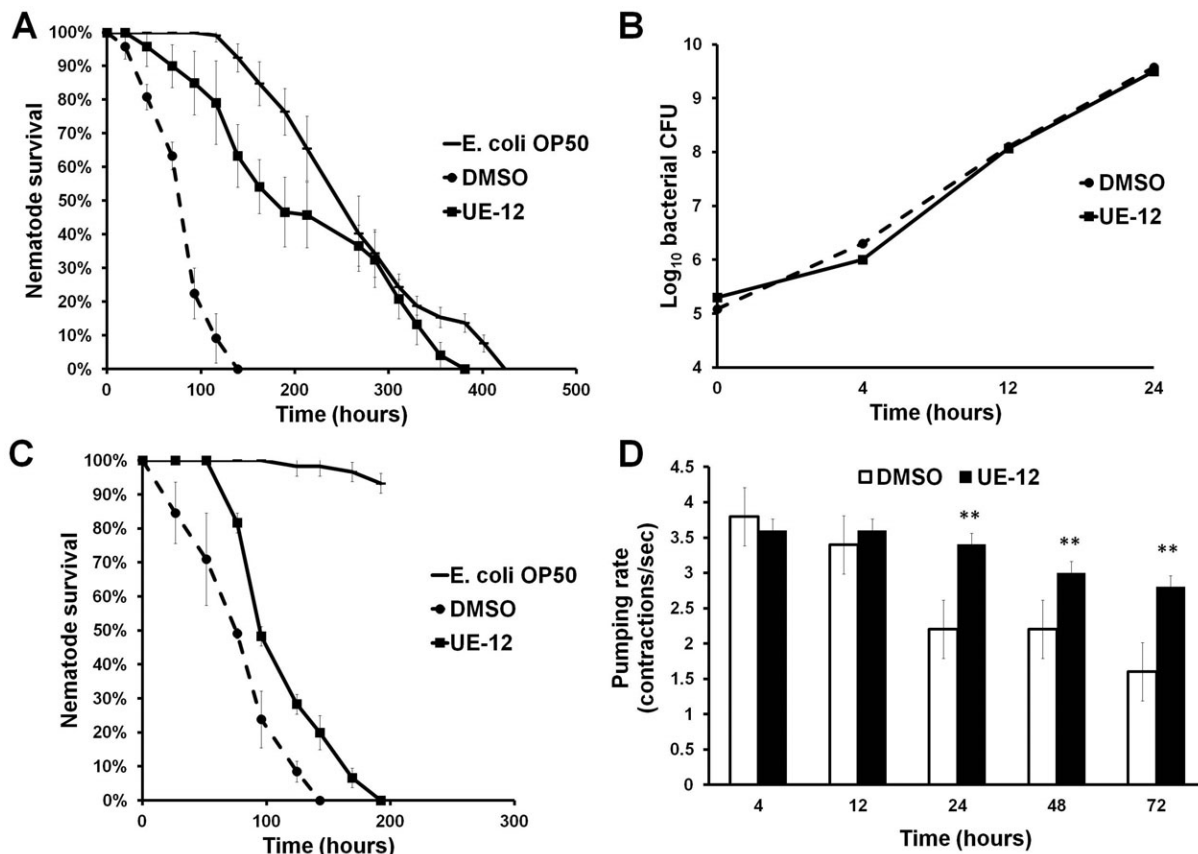 A
Nematode survival
100%
90%
80%
70%
60%
50%
40%
30%
20%
10%
0%
0 100 200 300 400 500
Time (hours)
E. coli OP50
DMSO
UE-12
B
Log₁₀ bacterial CFU
10
9
8
7
6
5
4
0 4 12 24
Time (hours)
DMSO
UE-12
C
Nematode survival
100%
90%
80%
70%
60%
50%
40%
30%
20%
10%
0%
0 100 200 300
Time (hours)
E. coli OP50
DMSO
UE-12
D
Pumping rate
(contractions/sec)
4.5
4
3.5
3
2.5
2
1.5
1
0.5
0
DMSO UE-12
** ** **
4 12 24 48 72
Time (hours)